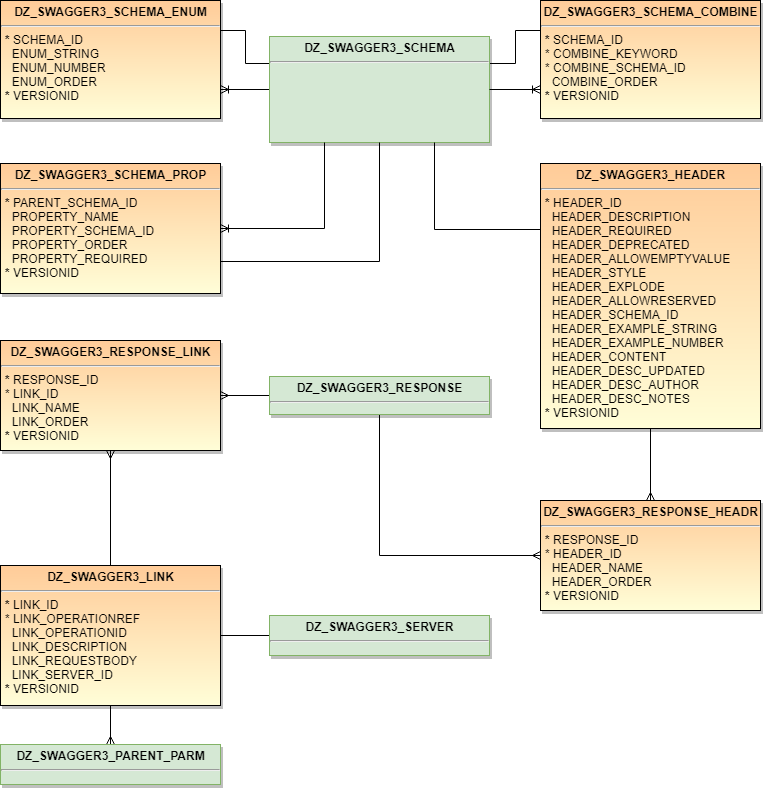 DZ_SWAGGER3_SCHEMA_ENUM
* SCHEMA_ID
ENUM_STRING
ENUM_NUMBER
ENUM_ORDER
* VERSIONID
DZ_SWAGGER3_SCHEMA
DZ_SWAGGER3_SCHEMA_COMBINE
* SCHEMA_ID
* COMBINE_KEYWORD
* COMBINE_SCHEMA_ID
COMBINE_ORDER
* VERSIONID
DZ_SWAGGER3_SCHEMA_PROP
* PARENT_SCHEMA_ID
PROPERTY_NAME
PROPERTY_SCHEMA_ID
PROPERTY_ORDER
PROPERTY_REQUIRED
* VERSIONID
DZ_SWAGGER3_HEADER
* HEADER_ID
HEADER_DESCRIPTION
HEADER_REQUIRED
HEADER_DEPRECATED
HEADER_ALLOWEMPTYVALUE
HEADER_STYLE
HEADER_EXPLODE
HEADER_ALLOWRESERVED
HEADER_SCHEMA_ID
HEADER_EXAMPLE_STRING
HEADER_EXAMPLE_NUMBER
HEADER_CONTENT
HEADER_DESC_UPDATED
HEADER_DESC_AUTHOR
HEADER_DESC_NOTES
* VERSIONID
DZ_SWAGGER3_RESPONSE_LINK
* RESPONSE_ID
* LINK_ID
LINK_NAME
LINK_ORDER
* VERSIONID
DZ_SWAGGER3_RESPONSE
DZ_SWAGGER3_RESPONSE_HEADR
* RESPONSE_ID
* HEADER_ID
HEADER_NAME
HEADER_ORDER
* VERSIONID
DZ_SWAGGER3_LINK
* LINK_ID
* LINK_OPERATIONREF
LINK_OPERATIONID
LINK_DESCRIPTION
LINK_REQUESTBODY
LINK_SERVER_ID
* VERSIONID
DZ_SWAGGER3_SERVER
DZ_SWAGGER3_PARENT_PARM